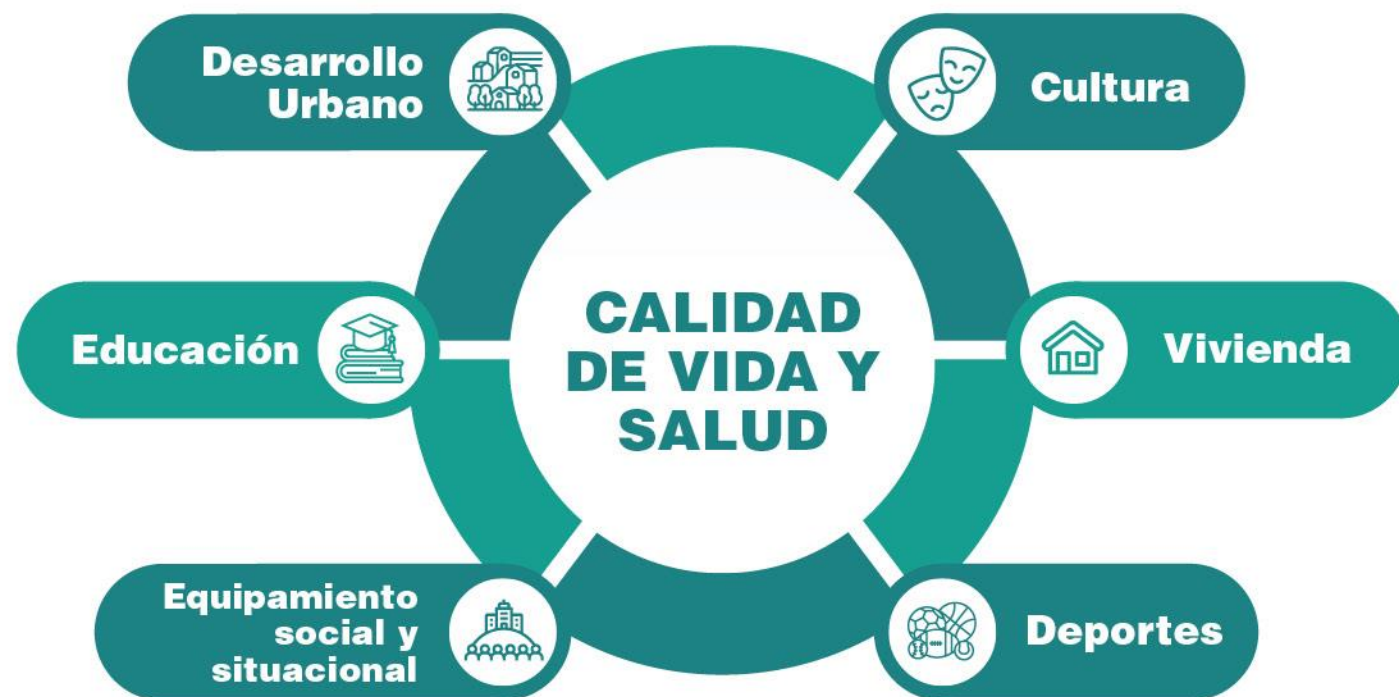 Desarrollo
Urbano
Cultura
Educación
CALIDAD
DE VIDA Y
SALUD
Vivienda
Equipamiento
social y
situacional
Deportes